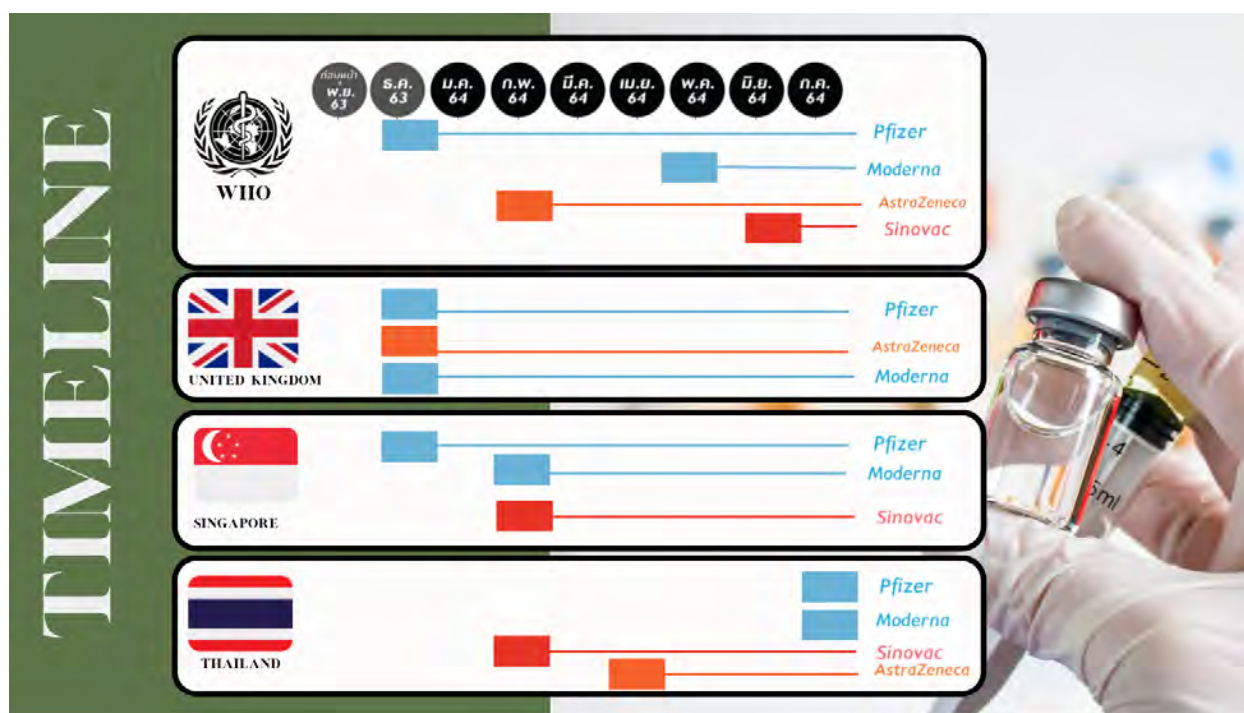 TIMELINE
ก่อนหน้า
+
พ.ย.
63
ธ.ค.
63
ม.ค.
64
ก.พ.
64
มี.ค.
64
เม.ย.
64
พ.ค.
64
มิ.ย.
64
ก.ค.
64
WHO
Pfizer
Moderna
AstraZeneca
Sinovac
UNITED KINGDOM
Pfizer
AstraZeneca
Moderna
SINGAPORE
Pfizer
Moderna
Sinovac
THAILAND
Pfizer
Moderna
Sinovac
AstraZeneca
-4
5ml